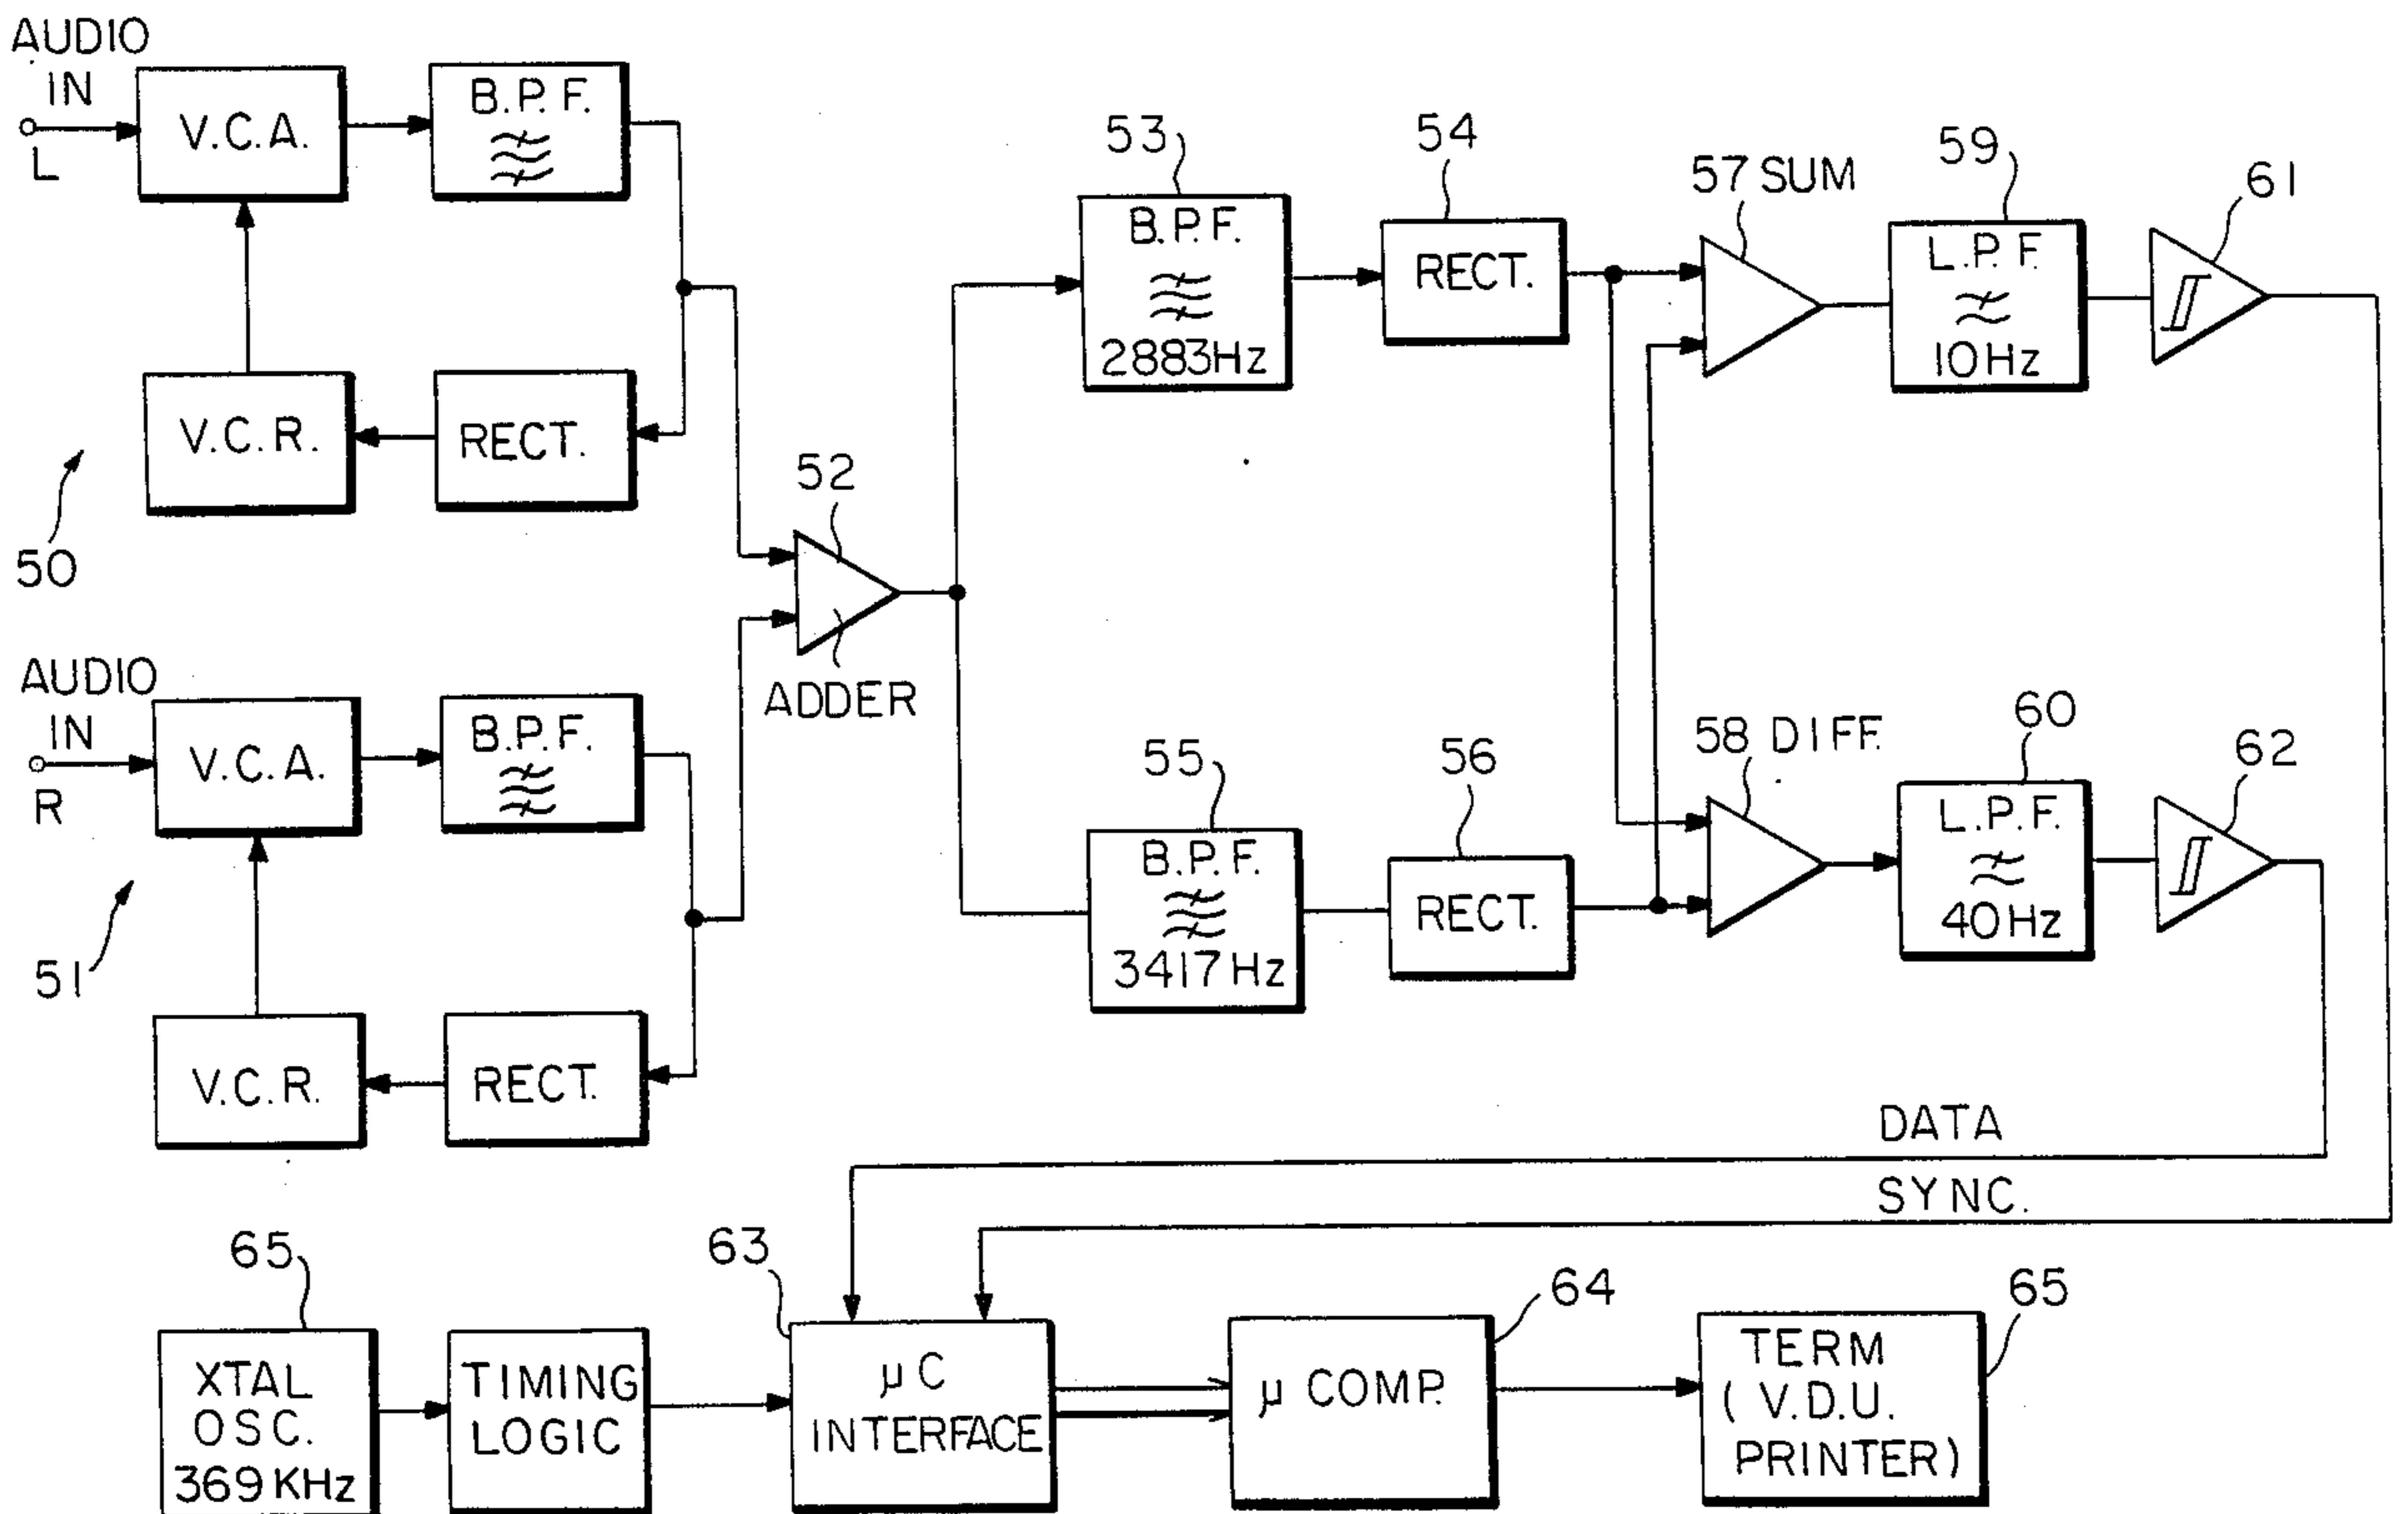 AUDIO
IN
L
V.C.A.
B.P.F.
V.C.R.
RECT.
50
52
ADDER
53
B.P.F.
2883Hz
54
RECT.
57 SUM
59
L.P.F.
10Hz
61
AUDIO
IN
R
V.C.A.
B.P.F.
V.C.R.
RECT.
51
55
B.P.F.
3417Hz
56
RECT.
58 DIFF.
60
L.P.F.
40Hz
62
DATA
SYNC.
65
XTAL
OSC.
369KHz
TIMING
LOGIC
63
μC
INTERFACE
64
μ COMP.
65
TERM
(V.D.U.
PRINTER)